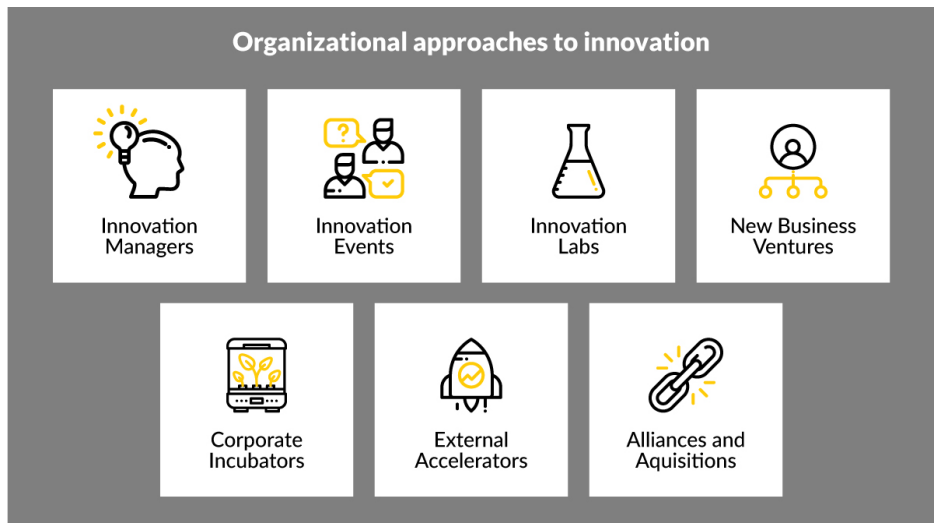 Organizational approaches to innovation
Innovation
Managers
Innovation
Events
Innovation
Labs
New Business
Ventures
Corporate
Incubators
External
Accelerators
Alliances and
Aquisitions